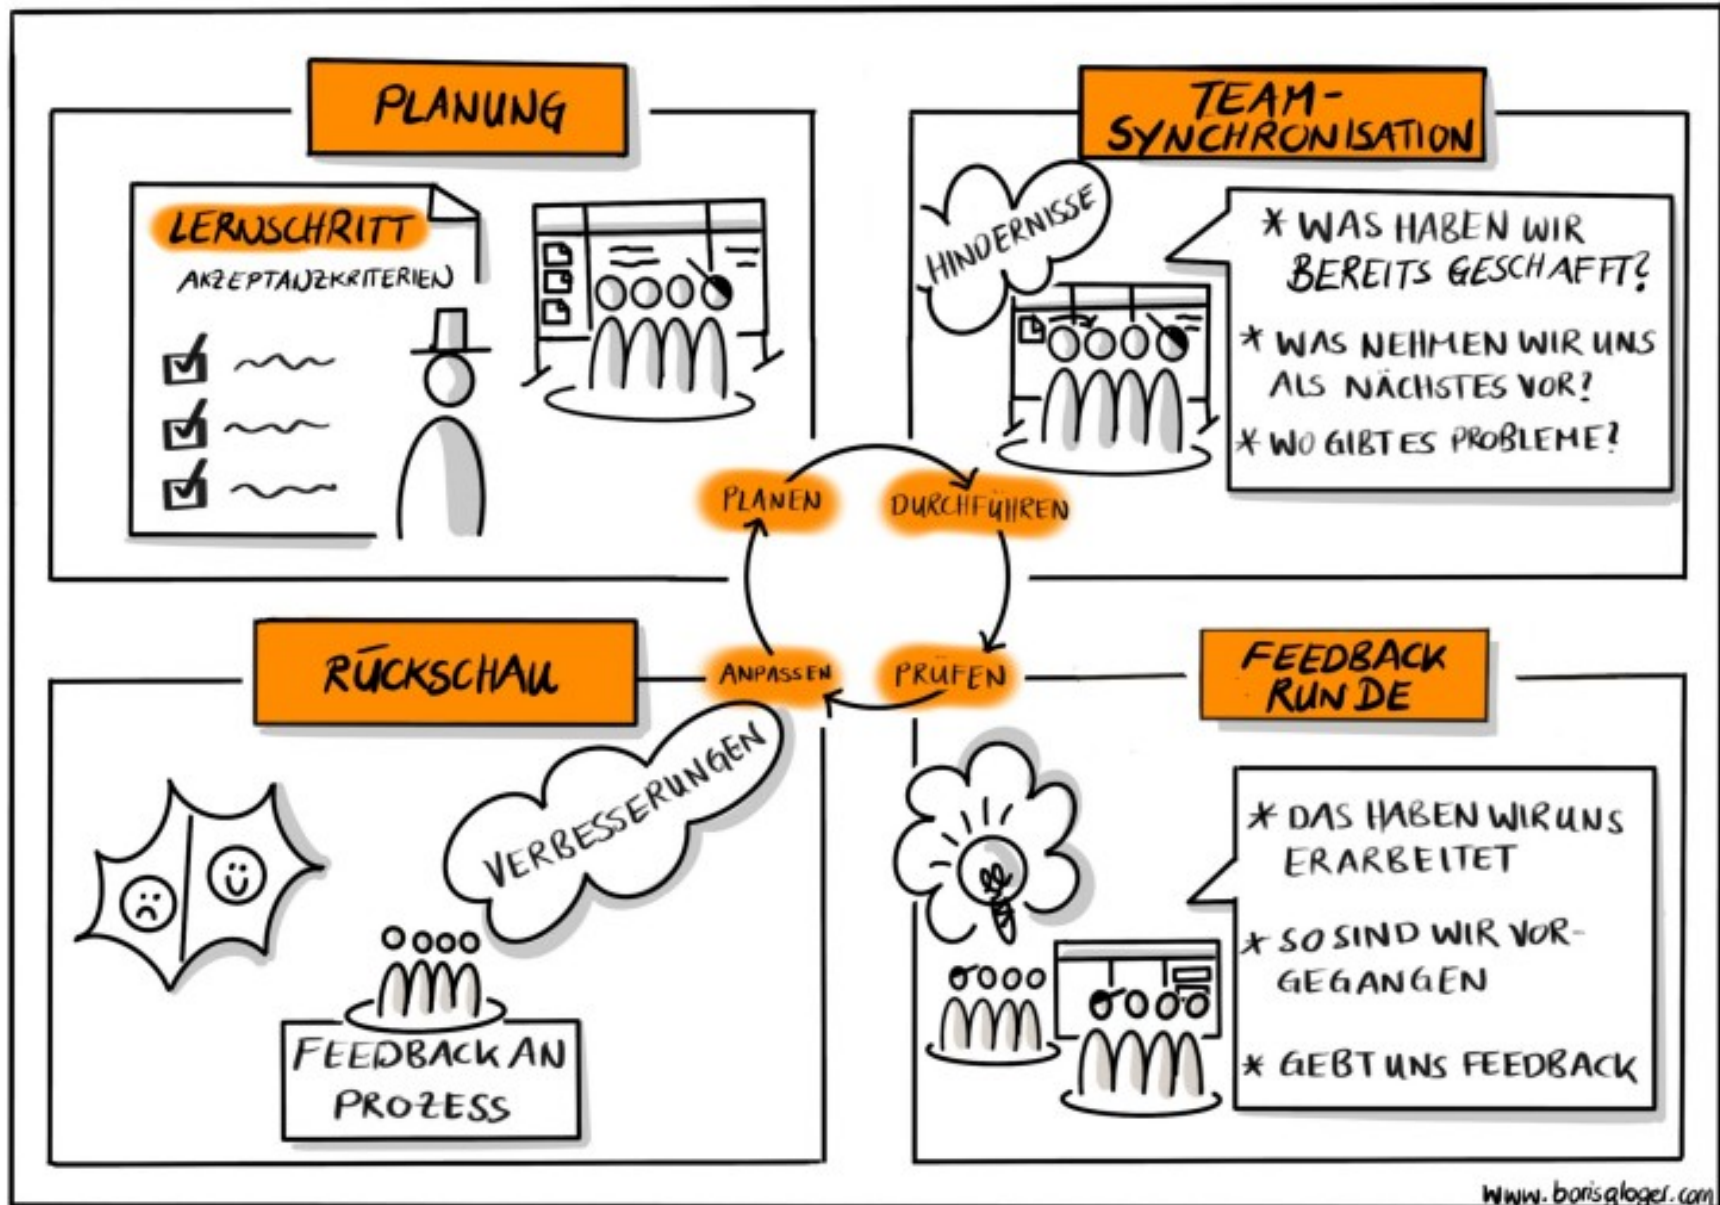 PLANUNG
LERNSCHRITT
AKZEPTANZKRITERIEN
TEAM-
SYNCHRONISATION
HINDERNISSE
* WAS HABEN WIR
BEREITS GESCHAFFT?
* WAS NEHMEN WIR UNS
ALS NÄCHSTES VOR?
* WO GIBT ES PROBLEME?
PLANEN
DURCHFÜHREN
ANPASSEN
PRÜFEN
RÜCKSCHAU
VERBESSERUNGEN
FEEDBACK AN
PROZESS
FEEDBACK
RUNDE
* DAS HABEN WIR UNS
ERARBEITET
* SO SIND WIR VOR-
GEGANGEN
* GEBT UNS FEEDBACK
www.borisgloger.com